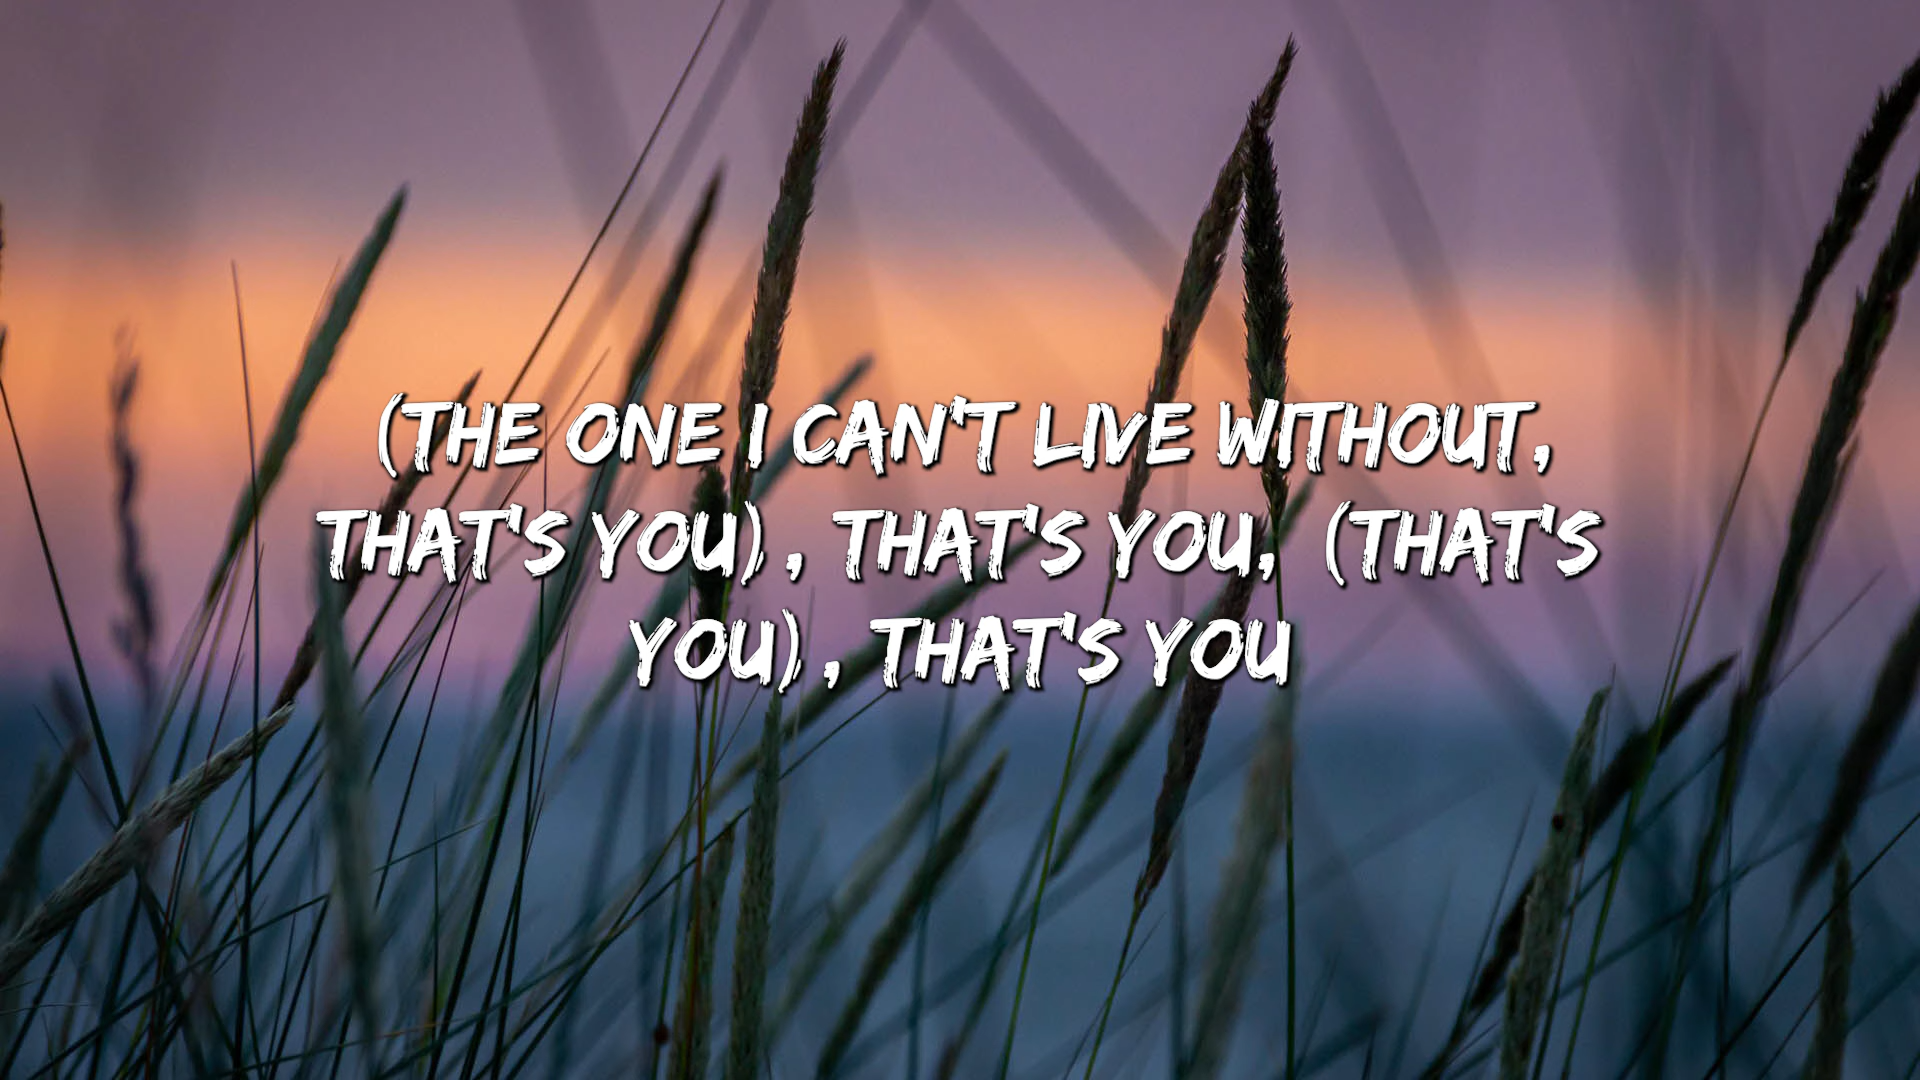 (THE ONE I CAN'T LIVE WITHOUT,
THAT'S YOU), THAT'S YOU, (THAT'S
YOU), THAT'S YOU